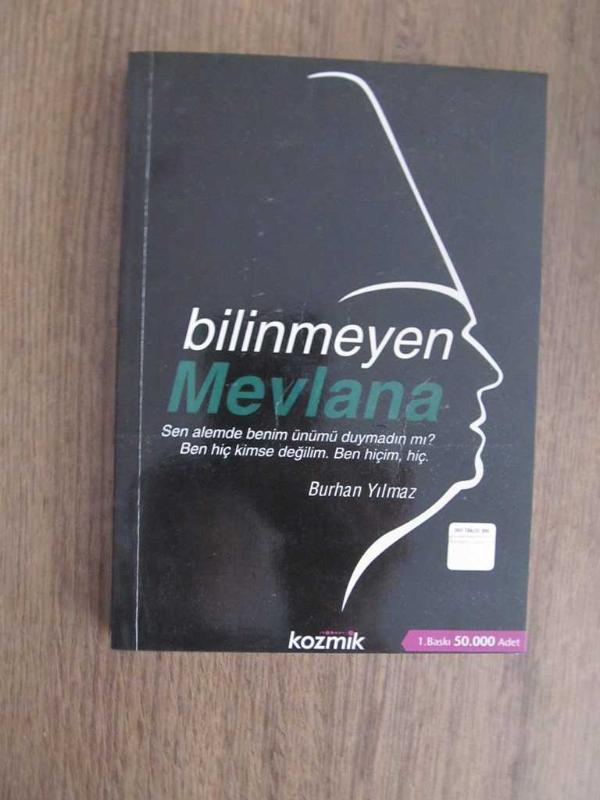 bilinmeyen
Mevlana
Sen alemde benim ünümü duymadın mı?
Ben hiç kimse değilim. Ben hiçim, hiç.
Burhan Yılmaz
kozmik
1.Baskı 50.000 Adet